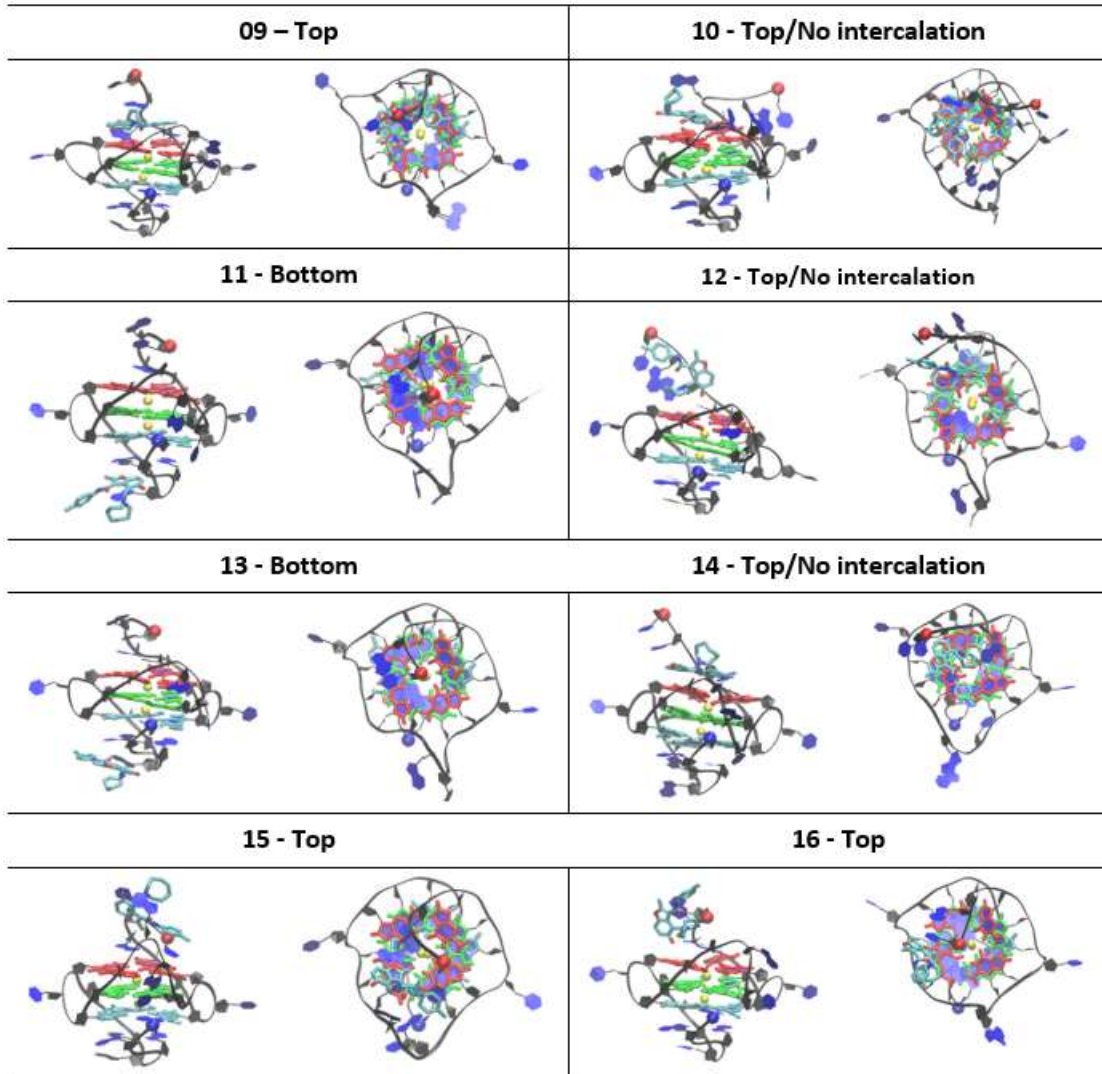 09 – Top
10 - Top/No intercalation
11 - Bottom
12 - Top/No intercalation
13 - Bottom
14 - Top/No intercalation
15 - Top
16 - Top